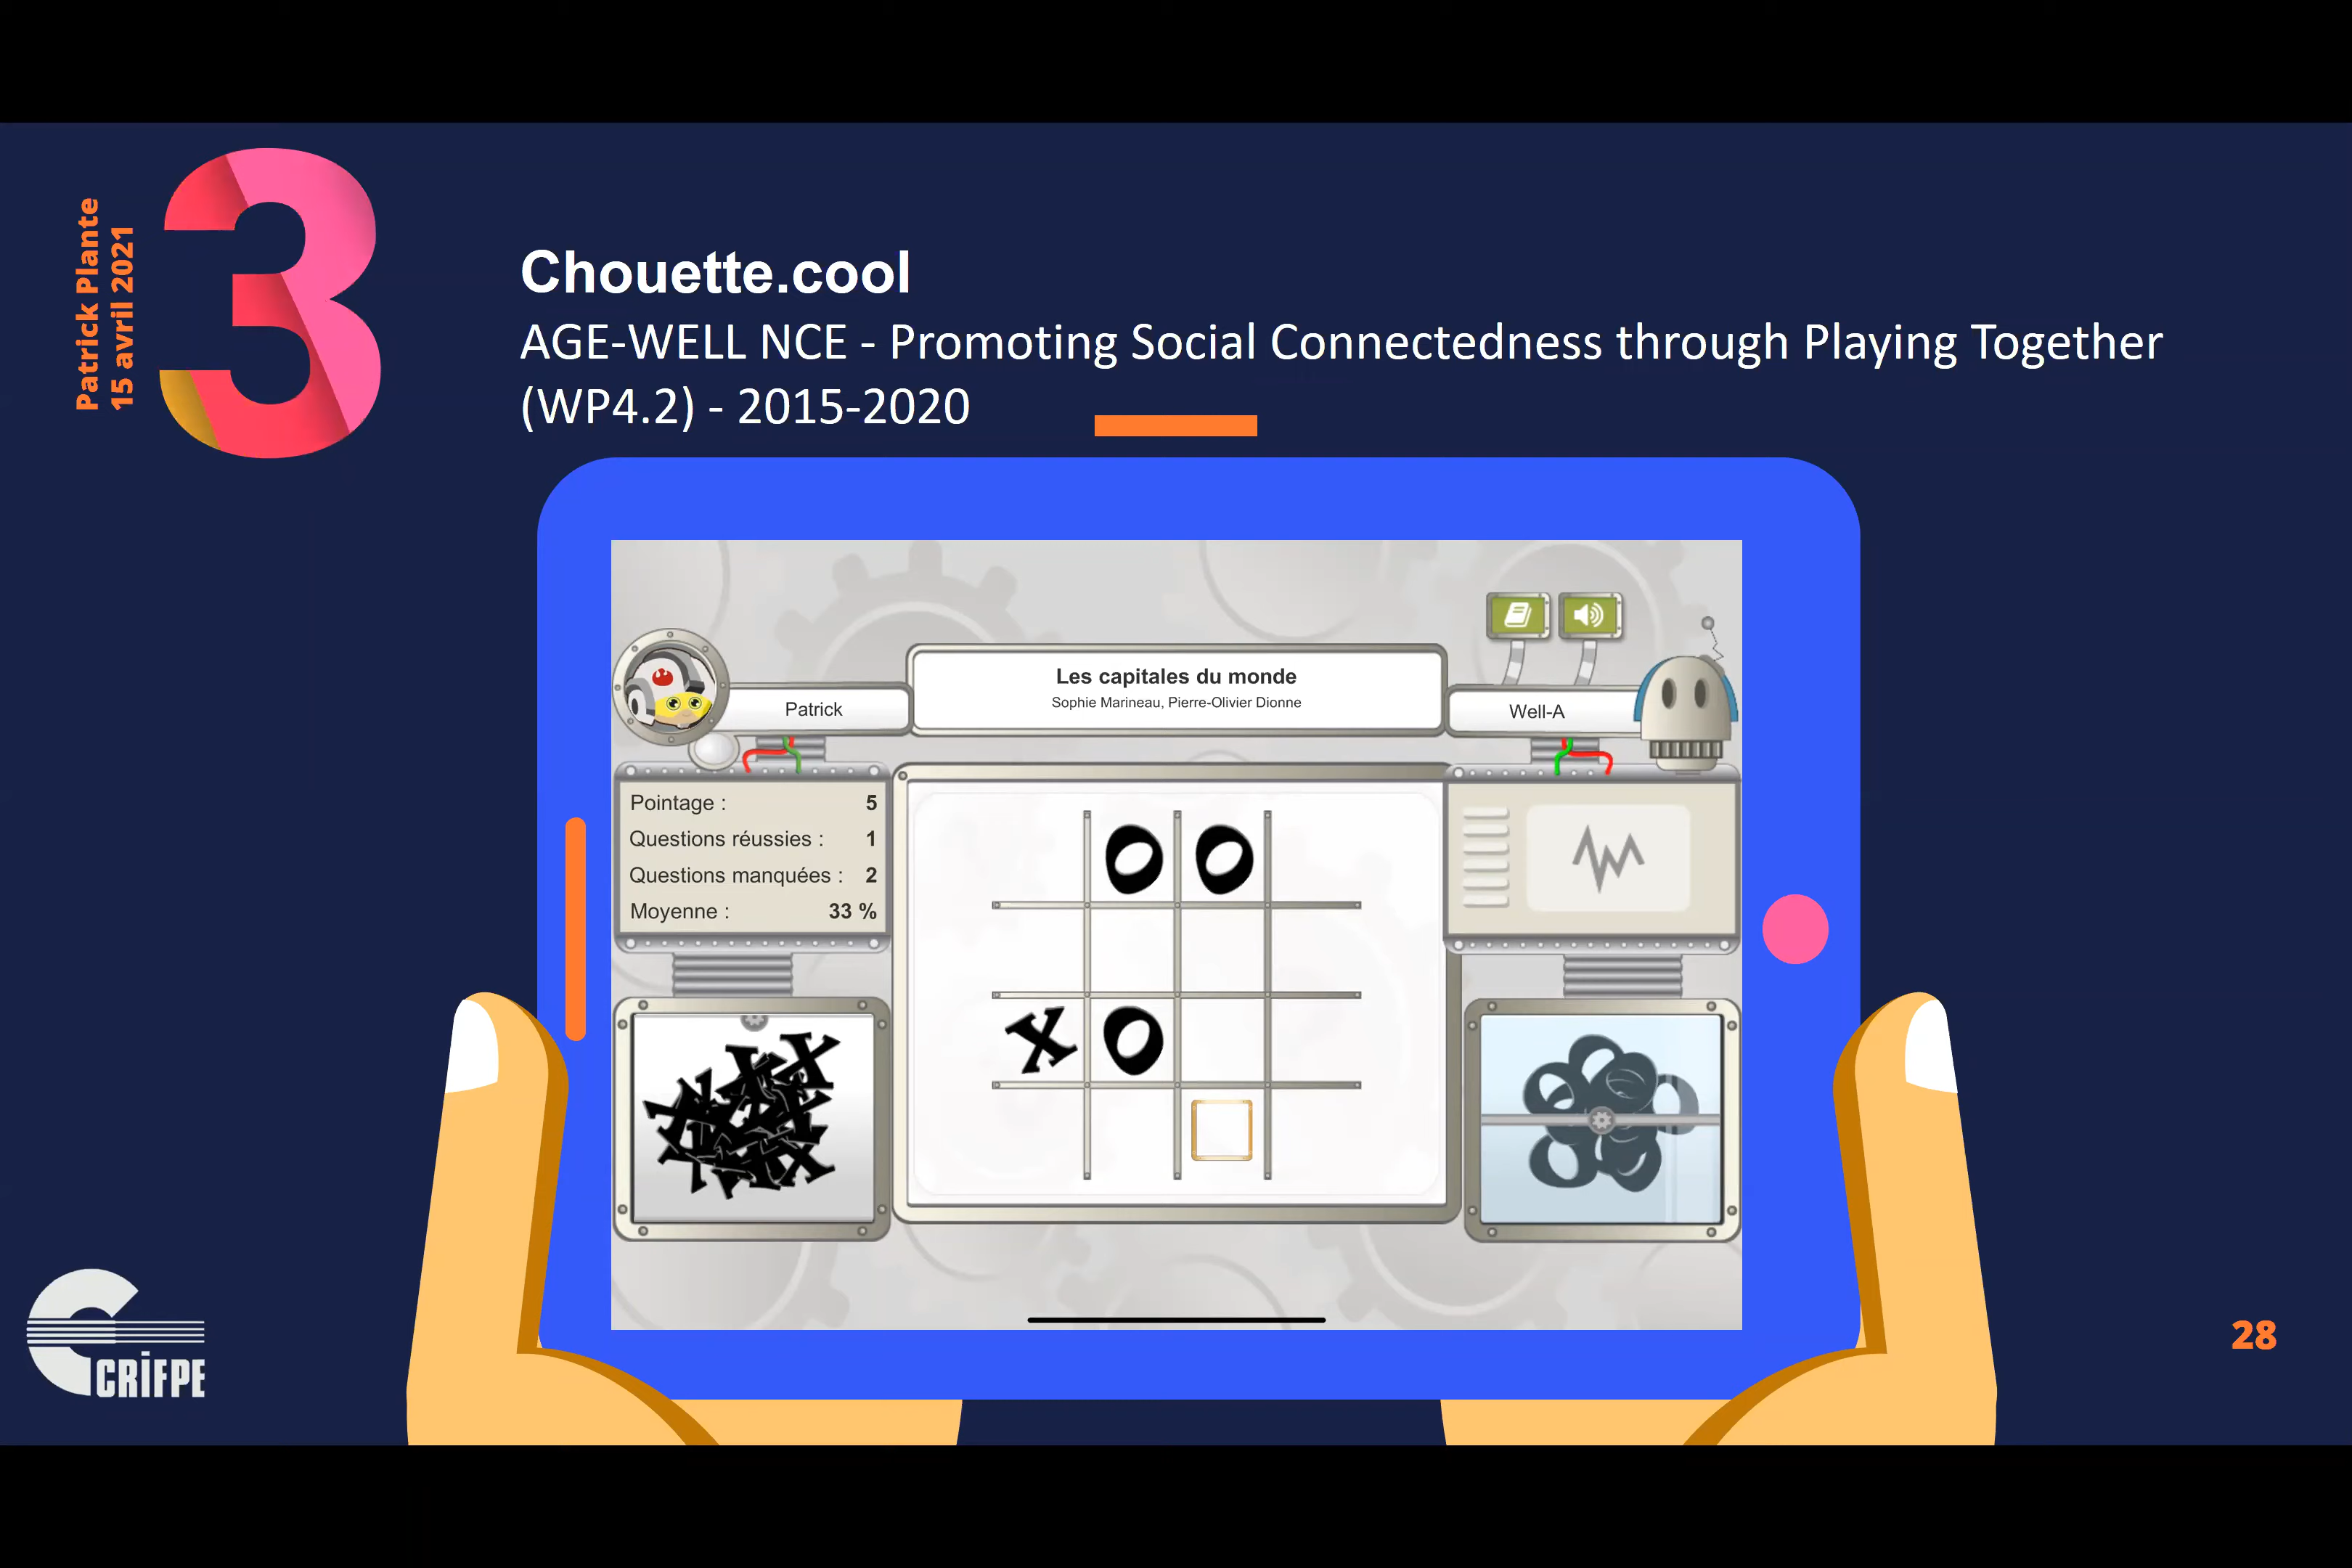 Patrick Plante
15 avril 2021
3
Chouette.cool
AGE-WELL NCE - Promoting Social Connectedness through Playing Together
(WP4.2) - 2015-2020
Les capitales du monde
Sophie Marineau, Pierre-Olivier Dionne
Patrick
Well-A
Pointage : 5
Questions réussies : 1
Questions manquées : 2
Moyenne : 33 %
O O
X O
CRIFPE
28